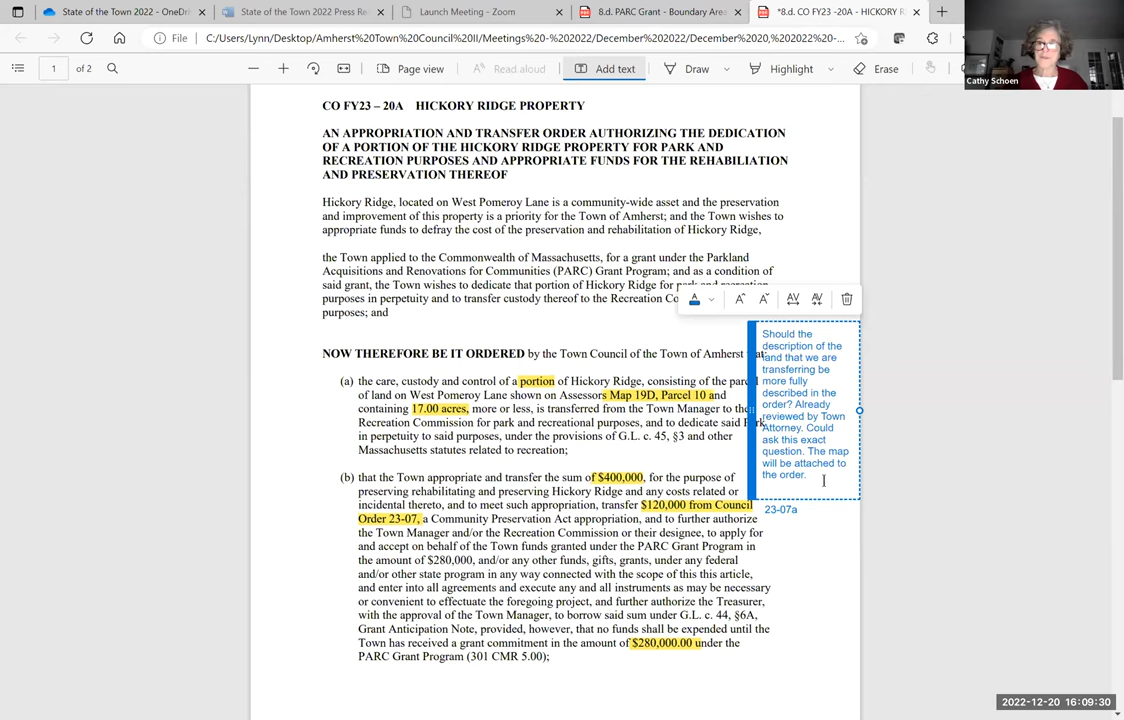 State of the Town 2022 - OneDri
State of the Town 2022 Press Re
Launch Meeting - Zoom
8.d. PARC Grant - Boundary Area
*8.d. CO FY23 -20A - HICKORY R
File
C:/Users/Lynn/Desktop/Amherst%20Town%20Council%20II/Meetings%20-%202022/December%202022/December%2020,%202022%20-...
1 of 2
Page view
Read aloud
Add text
Draw
Highlight
Erase
Cathy Schoen
CO FY23 – 20A HICKORY RIDGE PROPERTY
AN APPROPRIATION AND TRANSFER ORDER AUTHORIZING THE DEDICATION
OF A PORTION OF THE HICKORY RIDGE PROPERTY FOR PARK AND
RECREATION PURPOSES AND APPROPRIATE FUNDS FOR THE REHABILIATION
AND PRESERVATION THEREOF
Hickory Ridge, located on West Pomeroy Lane is a community-wide asset and the preservation
and improvement of this property is a priority for the Town of Amherst; and the Town wishes to
appropriate funds to defray the cost of the preservation and rehabilitation of Hickory Ridge,
the Town applied to the Commonwealth of Massachusetts, for a grant under the Parkland
Acquisitions and Renovations for Communities (PARC) Grant Program; and as a condition of
said grant, the Town wishes to dedicate that portion of Hickory Ridge for park and recreation
purposes in perpetuity and to transfer custody thereof to the Recreation Co
purposes; and
NOW THEREFORE BE IT ORDERED by the Town Council of the Town of Amherst that:
(a) the care, custody and control of a portion of Hickory Ridge, consisting of the parcel
of land on West Pomeroy Lane shown on Assessors Map 19D, Parcel 10 and
containing 17.00 acres, more or less, is transferred from the Town Manager to the
Recreation Commission for park and recreational purposes, and to dedicate said Park
in perpetuity to said purposes, under the provisions of G.L. c. 45, §3 and other
Massachusetts statutes related to recreation;
(b) that the Town appropriate and transfer the sum of $400,000, for the purpose of
preserving rehabilitating and preserving Hickory Ridge and any costs related or
incidental thereto, and to meet such appropriation, transfer $120,000 from Council
Order 23-07, a Community Preservation Act appropriation, and to further authorize
the Town Manager and/or the Recreation Commission or their designee, to apply for
and accept on behalf of the Town funds granted under the PARC Grant Program in
the amount of $280,000, and/or any other funds, gifts, grants, under any federal
and/or other state program in any way connected with the scope of this this article,
and enter into all agreements and execute any and all instruments as may be necessary
or convenient to effectuate the foregoing project, and further authorize the Treasurer,
with the approval of the Town Manager, to borrow said sum under G.L. c. 44, §6A,
Grant Anticipation Note, provided, however, that no funds shall be expended until the
Town has received a grant commitment in the amount of $280,000.00 under the
PARC Grant Program (301 CMR 5.00);
Should the
description of the
land that we are
transferring be
more fully
described in the
order? Already
reviewed by Town
Attorney. Could
ask this exact
question. The map
will be attached to
the order.
23-07a
2022-12-20 16:09:30